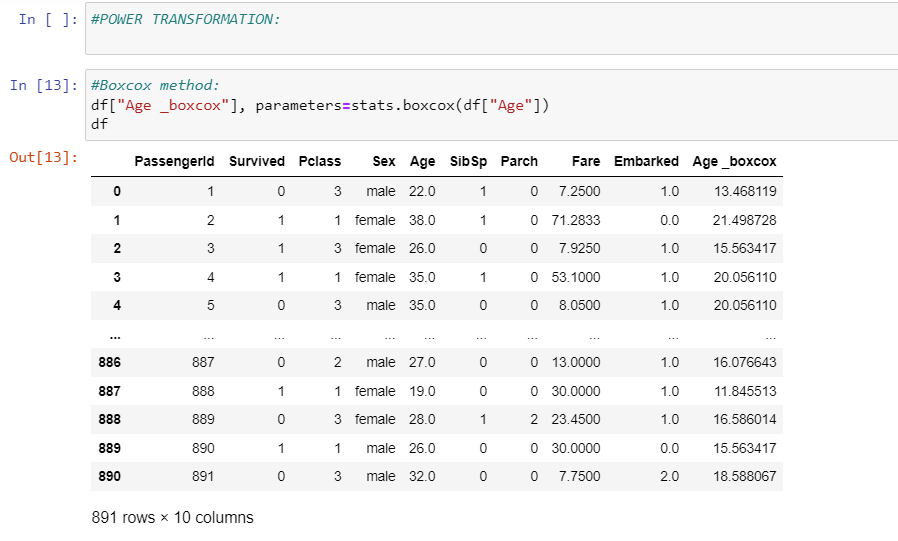 In [ ]: #POWER TRANSFORMATION:
In [13]: #Boxcox method:
df["Age _boxcox"], parameters=stats.boxcox(df["Age"])
df
Out[13]:
PassengerId Survived Pclass Sex Age SibSp Parch Fare Embarked Age _boxcox
0 1 0 3 male 22.0 1 0 7.2500 1.0 13.468119
1 2 1 1 female 38.0 1 0 71.2833 0.0 21.498728
2 3 1 3 female 26.0 0 0 7.9250 1.0 15.563417
3 4 1 1 female 35.0 1 0 53.1000 1.0 20.056110
4 5 0 3 male 35.0 0 0 8.0500 1.0 20.056110
... ... ... ... ... ... ... ... ... ... ...
886 887 0 2 male 27.0 0 0 13.0000 1.0 16.076643
887 888 1 1 female 19.0 0 0 30.0000 1.0 11.845513
888 889 0 3 female 28.0 1 2 23.4500 1.0 16.586014
889 890 1 1 male 26.0 0 0 30.0000 0.0 15.563417
890 891 0 3 male 32.0 0 0 7.7500 2.0 18.588067
891 rows × 10 columns